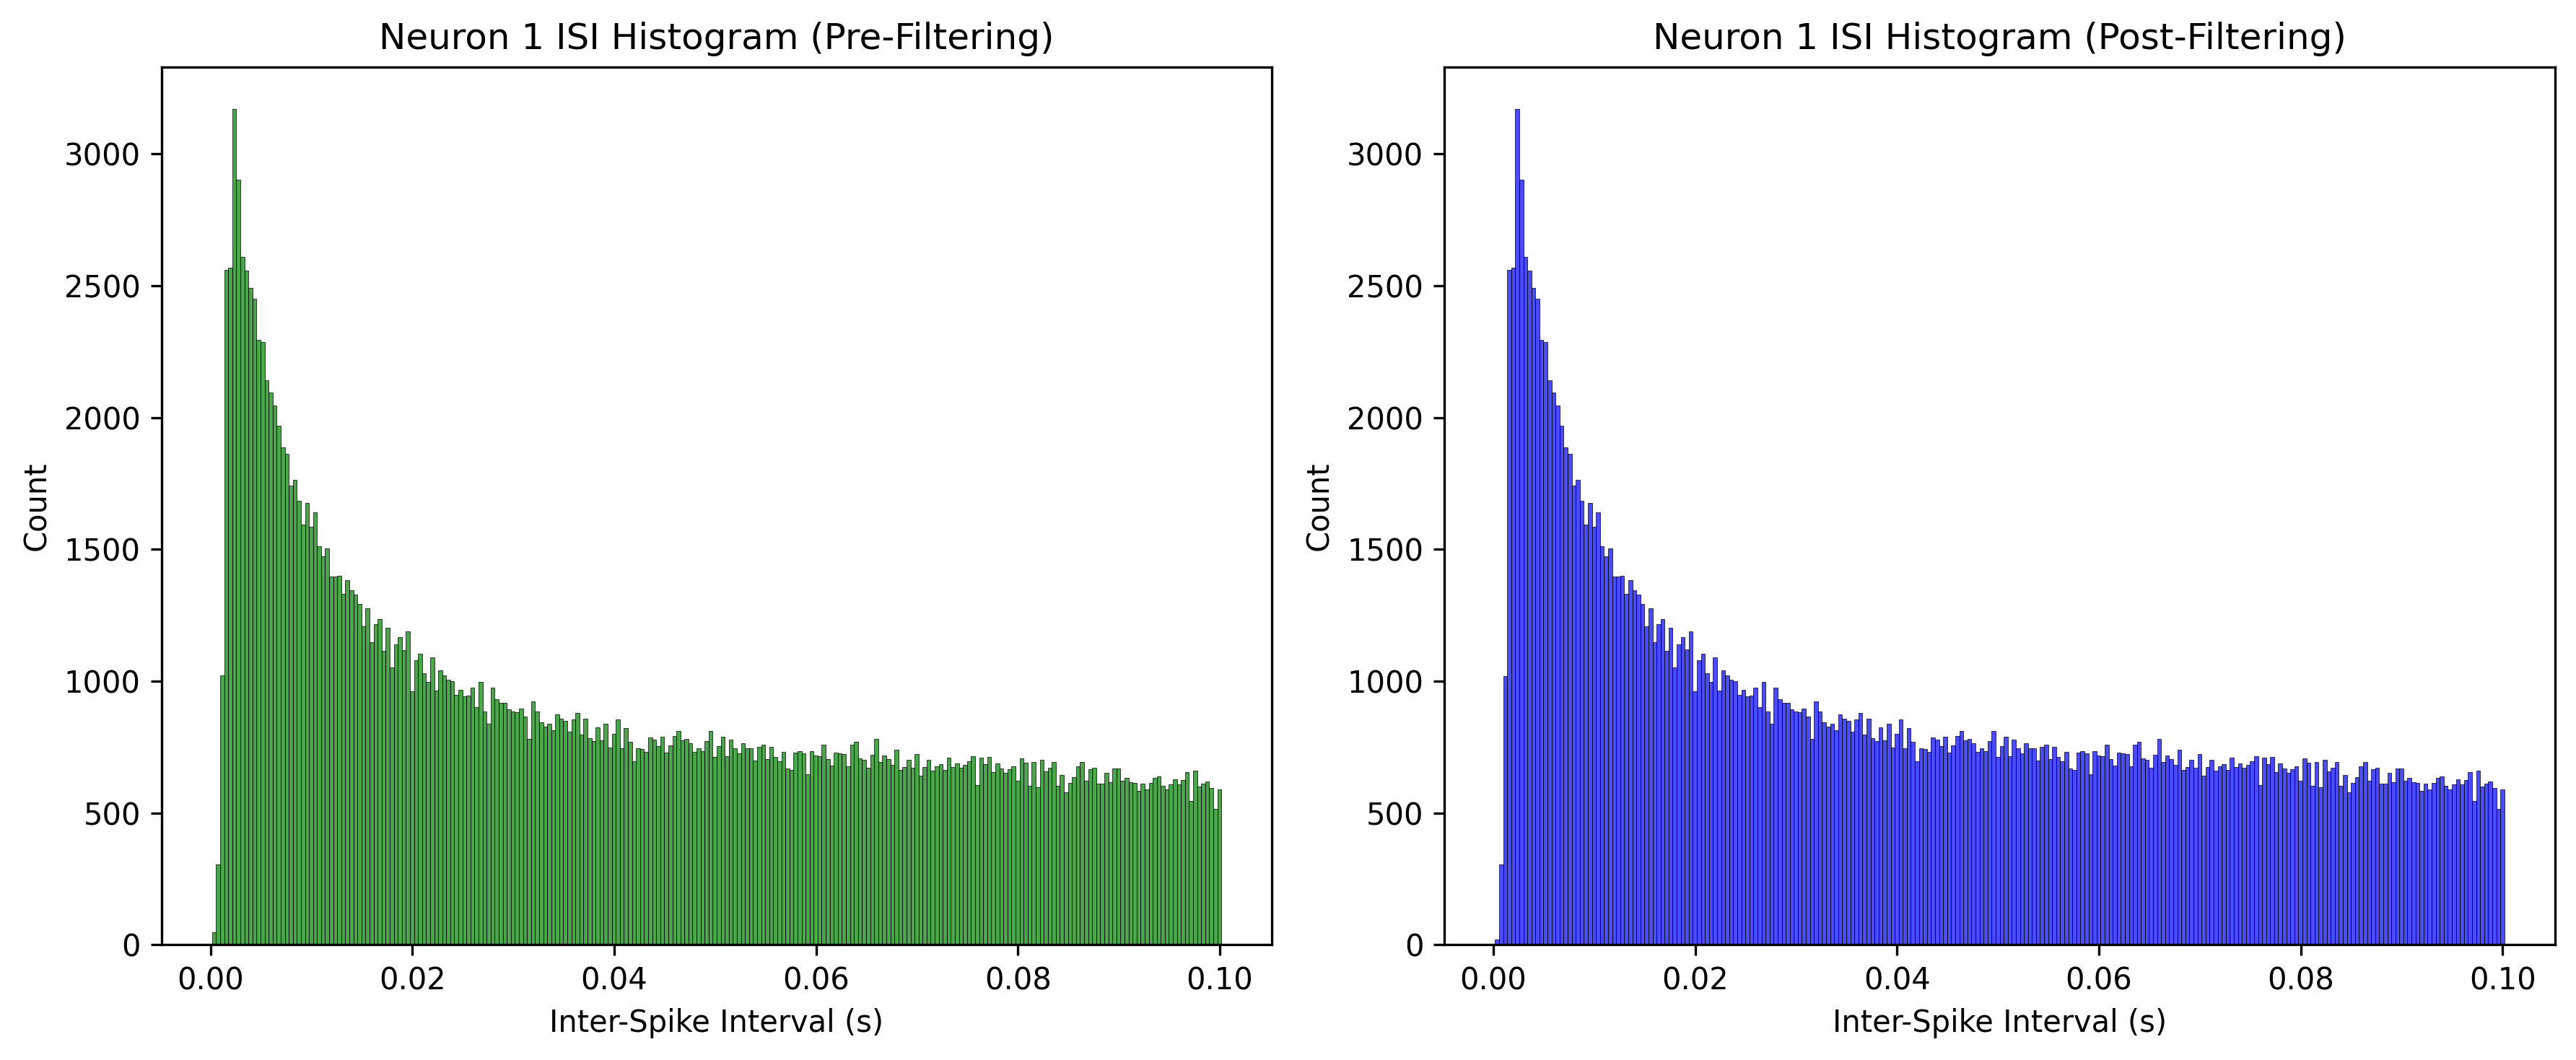 Neuron 1 ISI Histogram (Pre-Filtering)
3000
2500
2000
1500
1000
500
0
Count
0.00 0.02 0.04 0.06 0.08 0.10
Inter-Spike Interval (s)
Neuron 1 ISI Histogram (Post-Filtering)
3000
2500
2000
1500
1000
500
0
Count
0.00 0.02 0.04 0.06 0.08 0.10
Inter-Spike Interval (s)